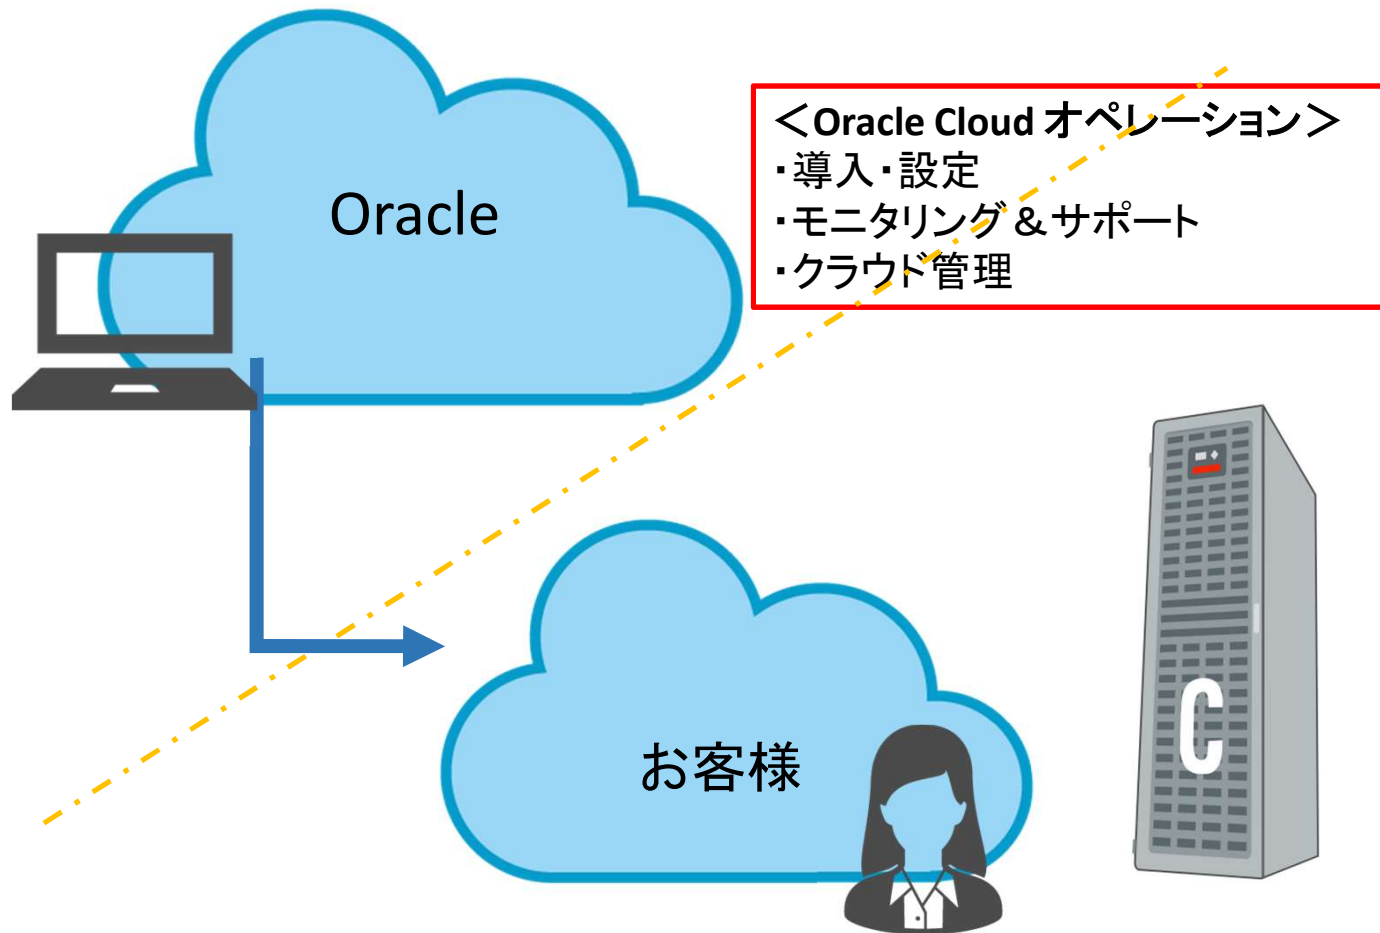 Oracle
＜Oracle Cloud オペレーション＞
・導入・設定
・モニタリング＆サポート
・クラウド管理
お客様
C